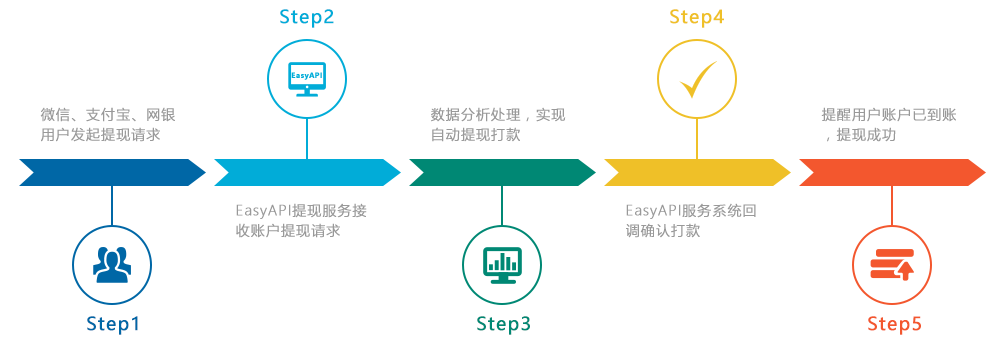 微信、支付宝、网银
用户发起提现请求
Step1
Step2
EasyAPI
EasyAPI提现服务接
收账户提现请求
数据分析处理，实现
自动提现打款
Step3
Step4
EasyAPI服务系统回
调确认打款
提醒用户账户已到账
，提现成功
Step5